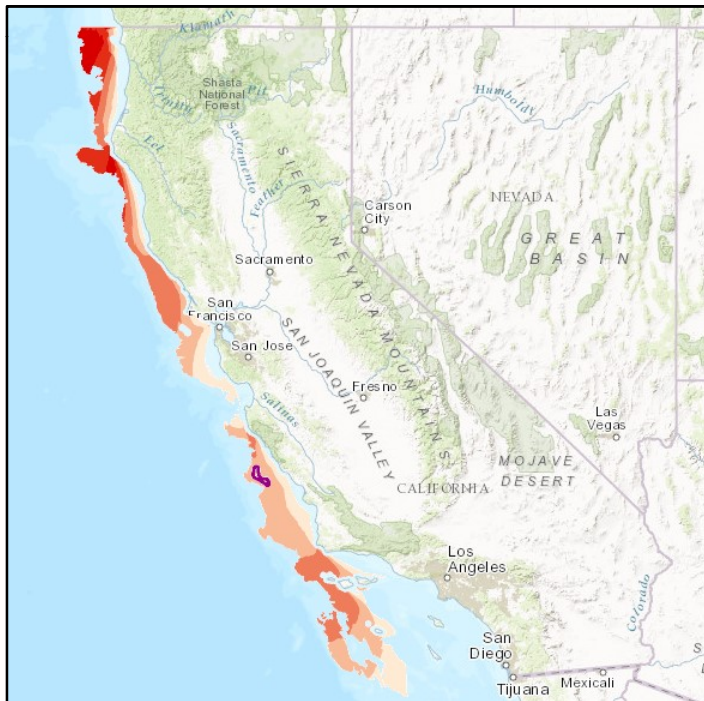 Klamath
Shasta
National
Forest
Pit
Trinity
Humboldt
Eel
Sacramento
Feather
SIERRA NEVADA MOUNTAINS
NEVADA
Carson
City
GREAT
BASIN
Sacramento
San
Francisco
San Jose
SAN JOAQUIN VALLEY
Fresno
Salinas
Las
Vegas
MOJAVE
DESERT
CALIFORNIA
Los
Angeles
Colorado
San
Diego
Tijuana
Mexicali